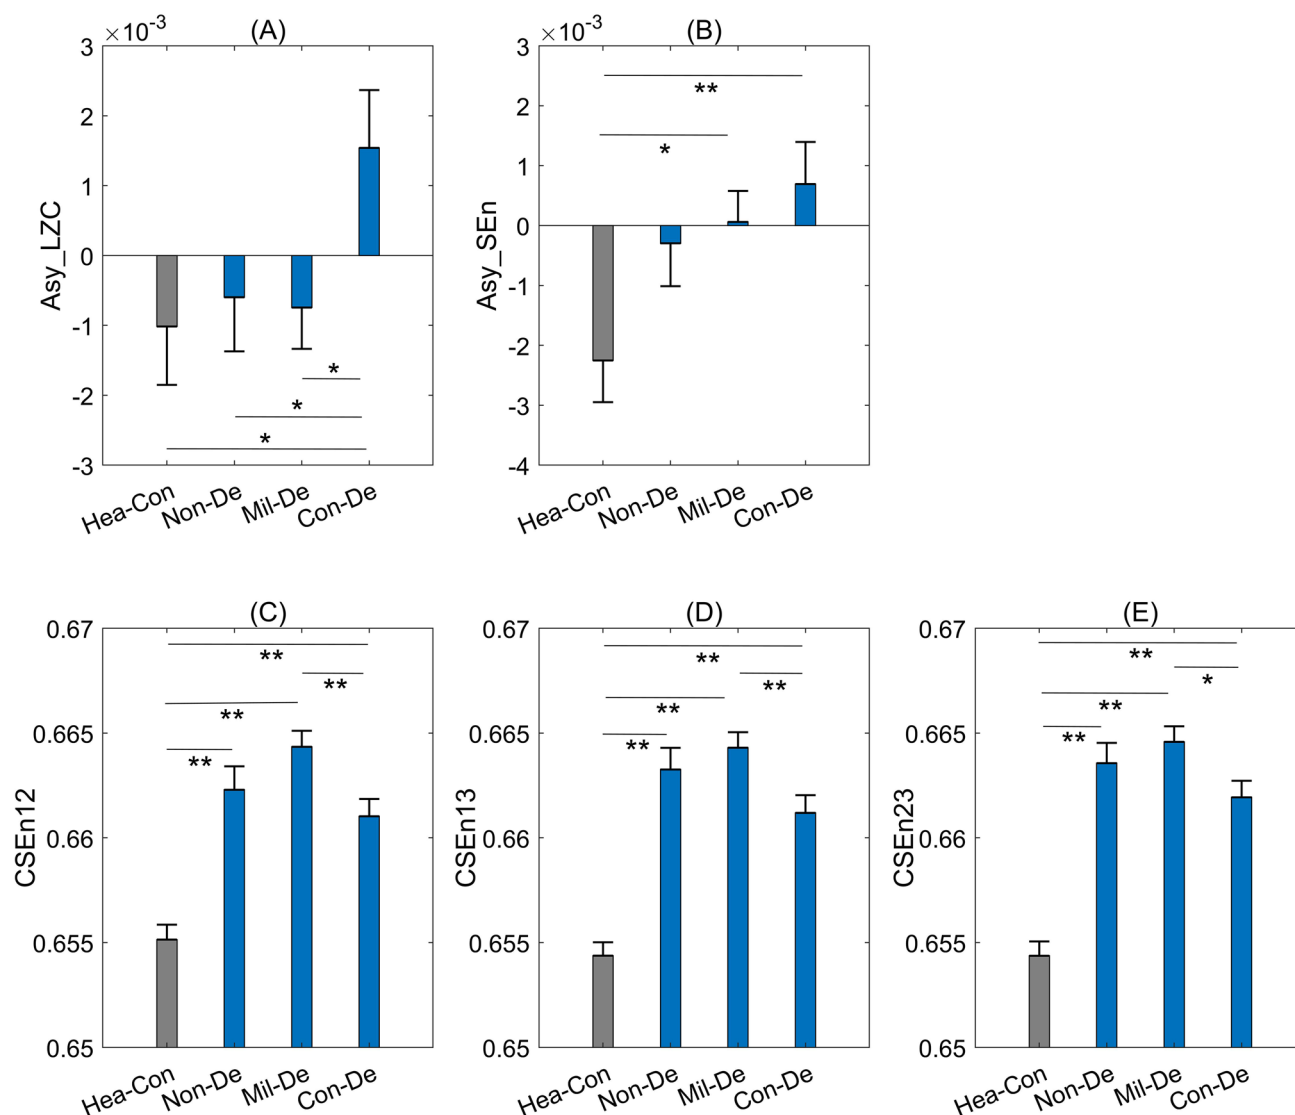 (A)
×10⁻³
3
2
1
0
-1
-2
-3
Asy_LZC
*
*
*
Hea-Con
Non-De
Mil-De
Con-De
(B)
×10⁻³
3
2
1
0
-1
-2
-3
-4
Asy_SEn
**
*
Hea-Con
Non-De
Mil-De
Con-De
(C)
0.67
0.665
0.66
0.655
0.65
CSEn12
**
**
**
**
Hea-Con
Non-De
Mil-De
Con-De
(D)
0.67
0.665
0.66
0.655
0.65
CSEn13
**
**
**
**
Hea-Con
Non-De
Mil-De
Con-De
(E)
0.67
0.665
0.66
0.655
0.65
CSEn23
**
*
**
**
Hea-Con
Non-De
Mil-De
Con-De